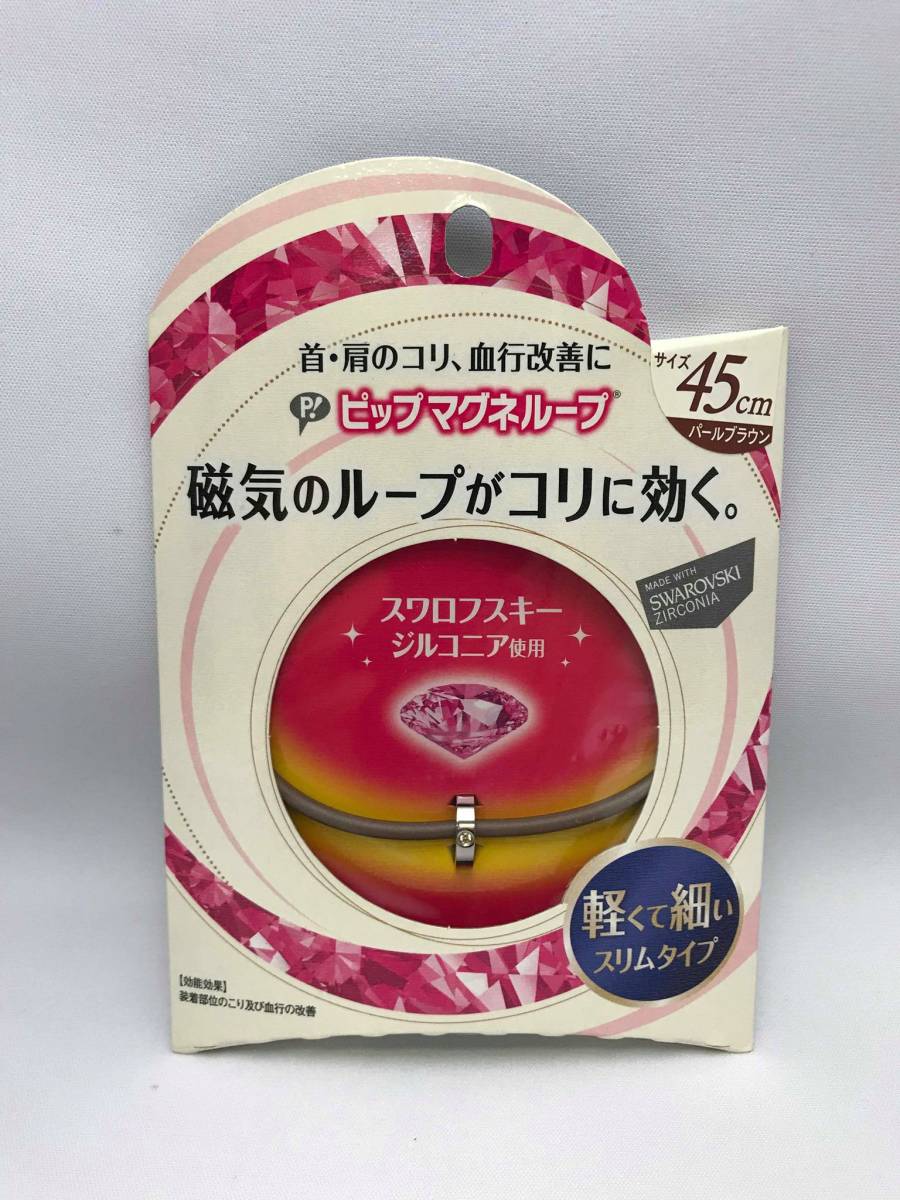 首・肩のコリ、血行改善に
P! ピップマグネループ®
サイズ 45cm
パールブラウン
磁気のループがコリに効く。
MADE WITH
SWAROVSKI
ZIRCONIA
スワロフスキー
ジルコニア使用
軽くて細い
スリムタイプ
【効能効果】
装着部位のこり及び血行の改善